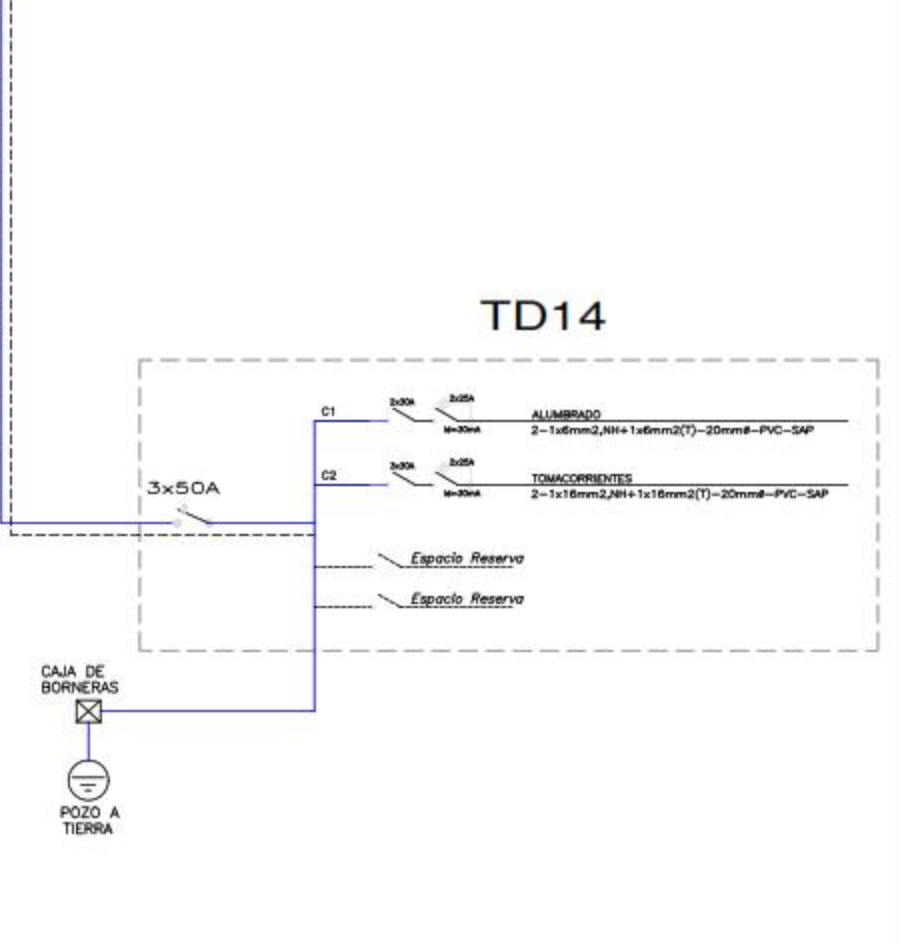 TD14
C1
2x30A
2x25A
Id=30mA
ALUMBRADO
2-1x6mm2,NH+1x6mm2(T)-20mmø-PVC-SAP
C2
3x30A
2x25A
Id=30mA
TOMACORRIENTES
2-1x16mm2,NH+1x16mm2(T)-20mmø-PVC-SAP
3x50A
Espacio Reserva
Espacio Reserva
CAJA DE
BORNERAS
POZO A
TIERRA